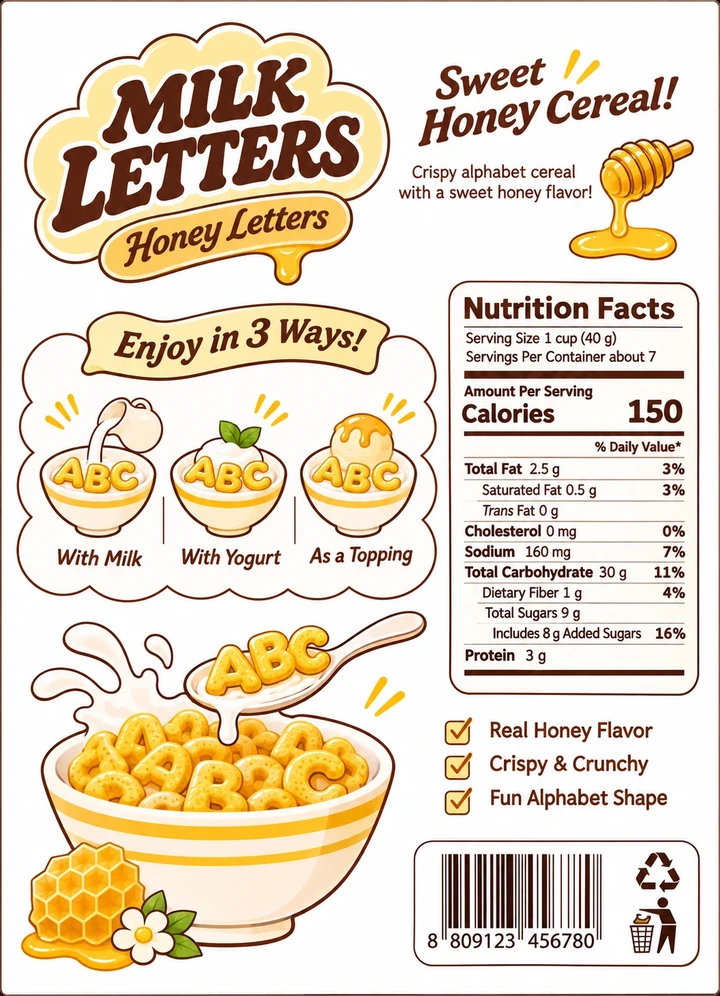 MILK
LETTERS
Honey Letters
Sweet
Honey Cereal!
Crispy alphabet cereal
with a sweet honey flavor!
Enjoy in 3 Ways!
ABC
ABC
ABC
With Milk
With Yogurt
As a Topping
Nutrition Facts
Serving Size 1 cup (40 g)
Servings Per Container about 7
Amount Per Serving
Calories 150
% Daily Value*
Total Fat 2.5 g 3%
Saturated Fat 0.5 g 3%
Trans Fat 0 g
Cholesterol 0 mg 0%
Sodium 160 mg 7%
Total Carbohydrate 30 g 11%
Dietary Fiber 1 g 4%
Total Sugars 9 g
Includes 8 g Added Sugars 16%
Protein 3 g
ABC
A A A B A C
Real Honey Flavor
Crispy & Crunchy
Fun Alphabet Shape
8 809123 456780